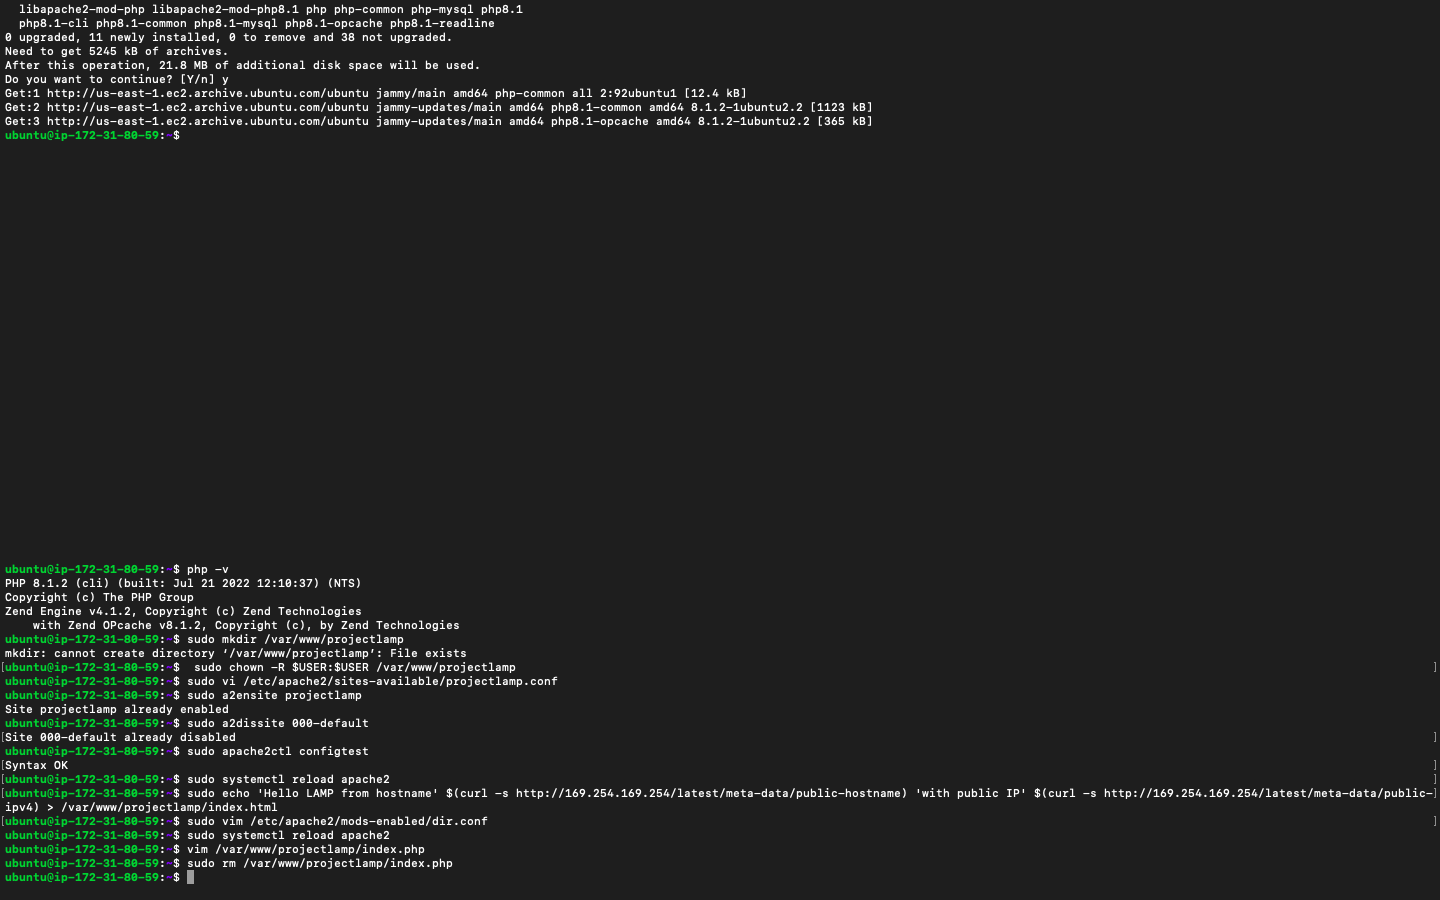 libapache2-mod-php libapache2-mod-php8.1 php php-common php-mysql php8.1
php8.1-cli php8.1-common php8.1-mysql php8.1-opcache php8.1-readline
0 upgraded, 11 newly installed, 0 to remove and 38 not upgraded.
Need to get 5245 kB of archives.
After this operation, 21.8 MB of additional disk space will be used.
Do you want to continue? [Y/n] y
Get:1 http://us-east-1.ec2.archive.ubuntu.com/ubuntu jammy/main amd64 php-common all 2:92ubuntu1 [12.4 kB]
Get:2 http://us-east-1.ec2.archive.ubuntu.com/ubuntu jammy-updates/main amd64 php8.1-common amd64 8.1.2-1ubuntu2.2 [1123 kB]
Get:3 http://us-east-1.ec2.archive.ubuntu.com/ubuntu jammy-updates/main amd64 php8.1-opcache amd64 8.1.2-1ubuntu2.2 [365 kB]
ubuntu@ip-172-31-80-59:~$
ubuntu@ip-172-31-80-59:~$ php -v
PHP 8.1.2 (cli) (built: Jul 21 2022 12:10:37) (NTS)
Copyright (c) The PHP Group
Zend Engine v4.1.2, Copyright (c) Zend Technologies
    with Zend OPcache v8.1.2, Copyright (c), by Zend Technologies
ubuntu@ip-172-31-80-59:~$ sudo mkdir /var/www/projectlamp
mkdir: cannot create directory ‘/var/www/projectlamp’: File exists
[ubuntu@ip-172-31-80-59:~$  sudo chown -R $USER:$USER /var/www/projectlamp ]
ubuntu@ip-172-31-80-59:~$ sudo vi /etc/apache2/sites-available/projectlamp.conf
ubuntu@ip-172-31-80-59:~$ sudo a2ensite projectlamp
Site projectlamp already enabled
ubuntu@ip-172-31-80-59:~$ sudo a2dissite 000-default
[Site 000-default already disabled ]
ubuntu@ip-172-31-80-59:~$ sudo apache2ctl configtest
[Syntax OK ]
[ubuntu@ip-172-31-80-59:~$ sudo systemctl reload apache2 ]
[ubuntu@ip-172-31-80-59:~$ sudo echo 'Hello LAMP from hostname' $(curl -s http://169.254.169.254/latest/meta-data/public-hostname) 'with public IP' $(curl -s http://169.254.169.254/latest/meta-data/public-]
ipv4) > /var/www/projectlamp/index.html
[ubuntu@ip-172-31-80-59:~$ sudo vim /etc/apache2/mods-enabled/dir.conf ]
ubuntu@ip-172-31-80-59:~$ sudo systemctl reload apache2
ubuntu@ip-172-31-80-59:~$ vim /var/www/projectlamp/index.php
ubuntu@ip-172-31-80-59:~$ sudo rm /var/www/projectlamp/index.php
ubuntu@ip-172-31-80-59:~$